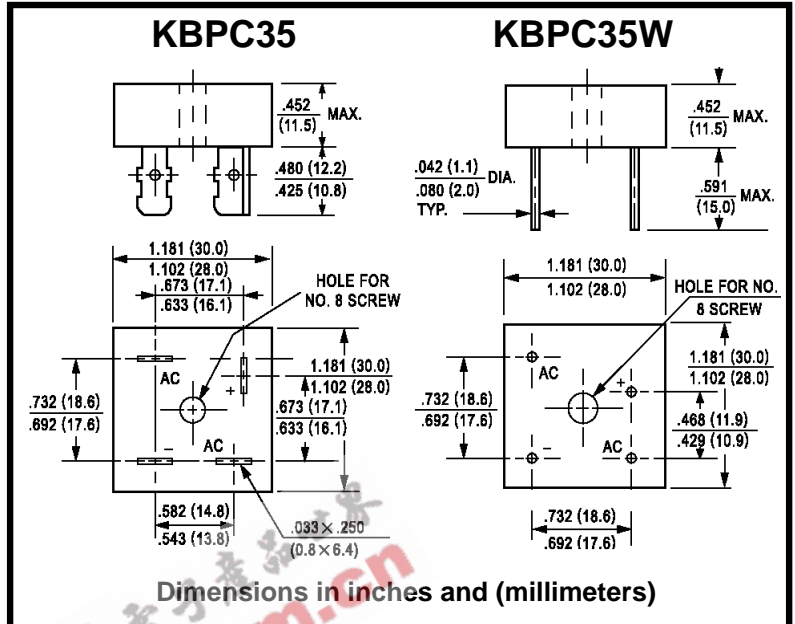 KBPC35
KBPC35W
.452
(11.5)
MAX.
.480 (12.2)
.425 (10.8)
.452
(11.5)
MAX.
.042 (1.1)
.080 (2.0)
DIA.
TYP.
.591
(15.0)
MAX.
1.181 (30.0)
1.102 (28.0)
.673 (17.1)
.633 (16.1)
HOLE FOR
NO. 8 SCREW
AC
+
1.181 (30.0)
1.102 (28.0)
.732 (18.6)
.692 (17.6)
.673 (17.1)
.633 (16.1)
−
AC
.582 (14.8)
.543 (13.8)
.033 × .250
(0.8 × 6.4)
1.181 (30.0)
1.102 (28.0)
HOLE FOR NO.
8 SCREW
AC
+
1.181 (30.0)
1.102 (28.0)
.732 (18.6)
.692 (17.6)
.468 (11.9)
.429 (10.9)
−
AC
.732 (18.6)
.692 (17.6)
Dimensions in inches and (millimeters)